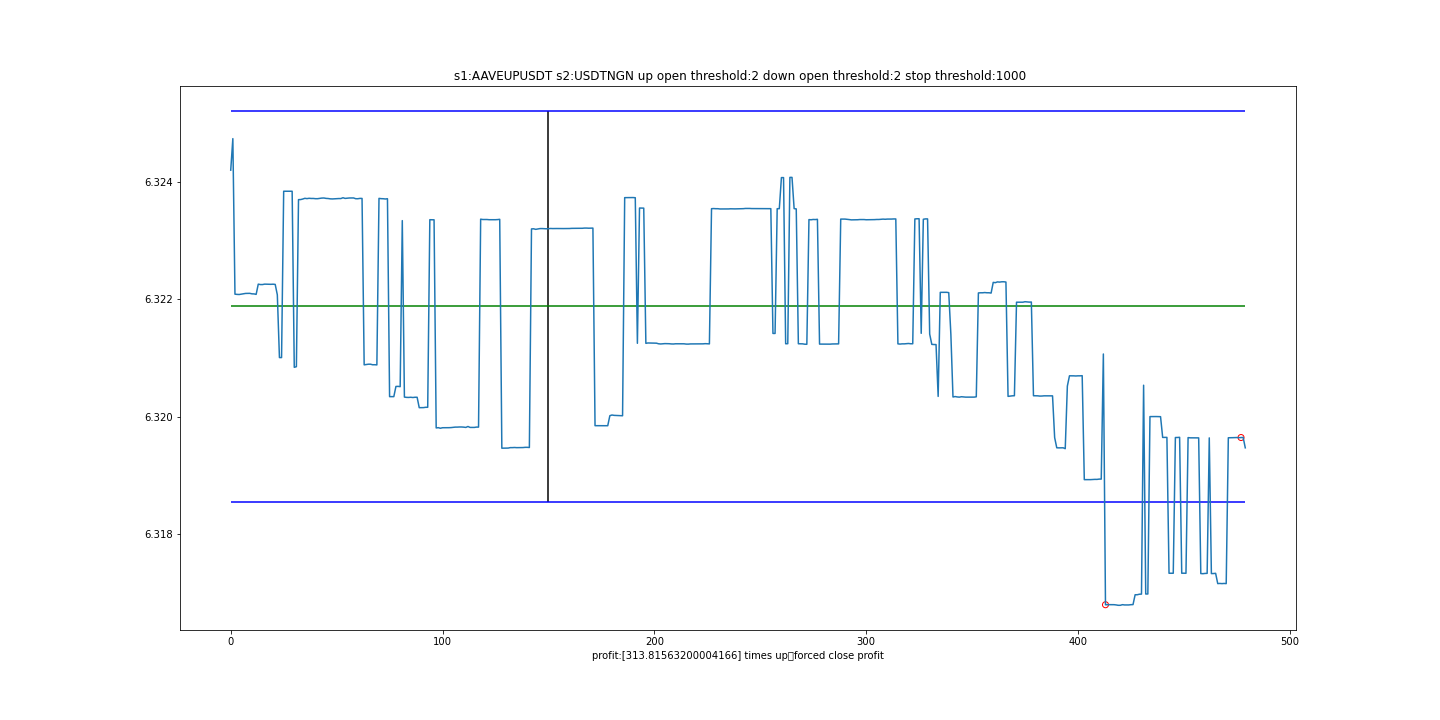 s1:AAVEUPUSDT s2:USDTNGN up open threshold:2 down open threshold:2 stop threshold:1000
6.324
6.322
6.320
6.318
0 100 200 300 400 500
profit:[313.81563200004166] times up▯forced close profit